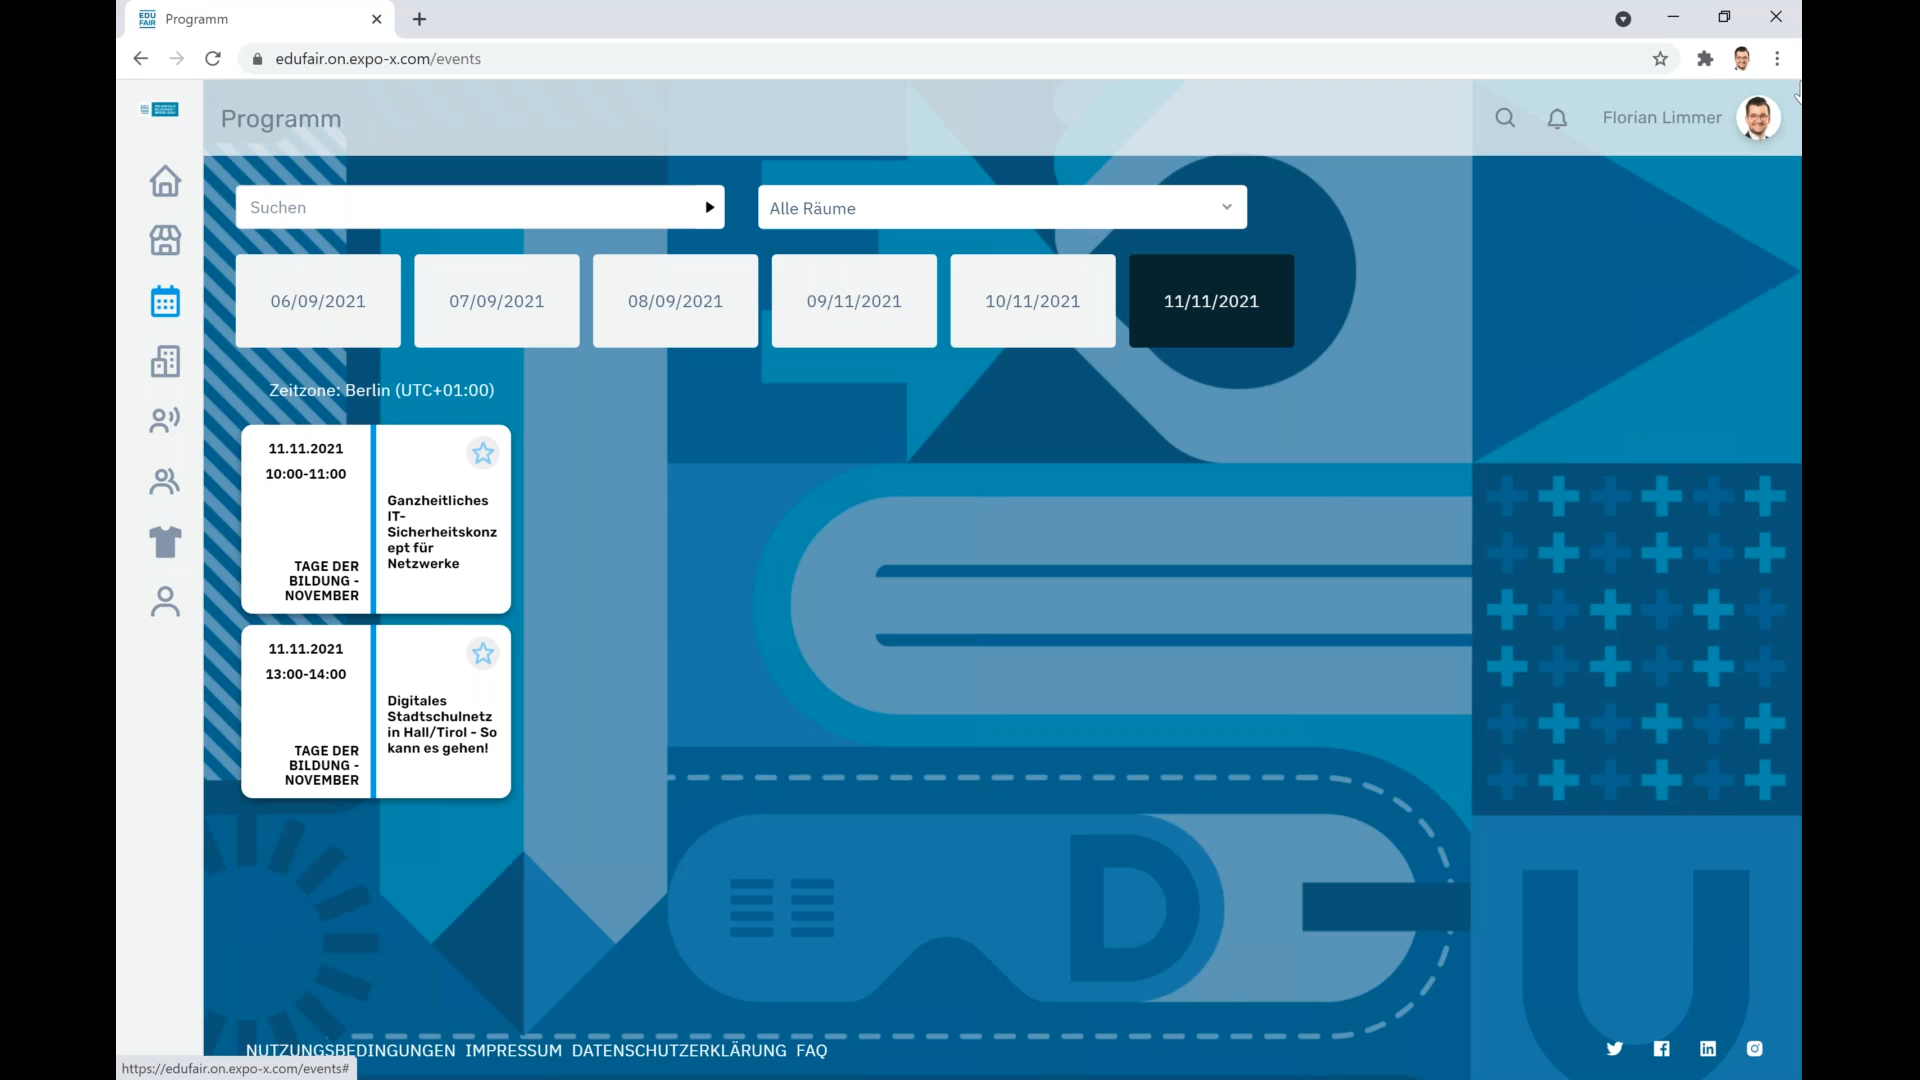 EDU
FAIR
Programm
edufair.on.expo-x.com/events
Programm
Florian Limmer
Suchen
Alle Räume
06/09/2021
07/09/2021
08/09/2021
09/11/2021
10/11/2021
11/11/2021
Zeitzone: Berlin (UTC+01:00)
11.11.2021
10:00-11:00
TAGE DER
BILDUNG -
NOVEMBER
Ganzheitliches
IT-
Sicherheitskonz
ept für
Netzwerke
11.11.2021
13:00-14:00
TAGE DER
BILDUNG -
NOVEMBER
Digitales
Stadtschulnetz
in Hall/Tirol - So
kann es gehen!
D
U
NUTZUNGSBEDINGUNGEN IMPRESSUM DATENSCHUTZERKLÄRUNG FAQ
https://edufair.on.expo-x.com/events#